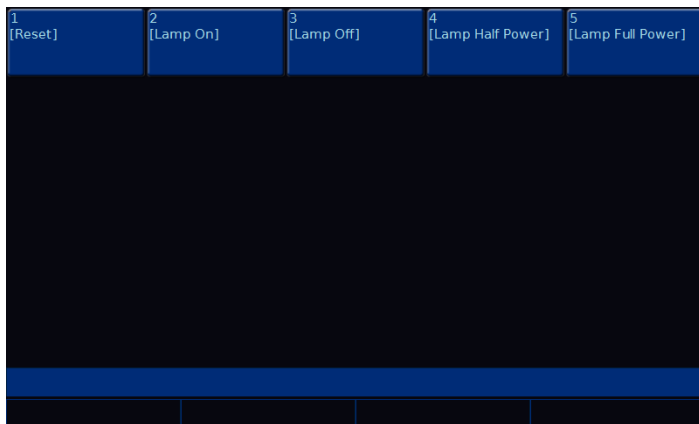 1
[Reset]
2
[Lamp On]
3
[Lamp Off]
4
[Lamp Half Power]
5
[Lamp Full Power]